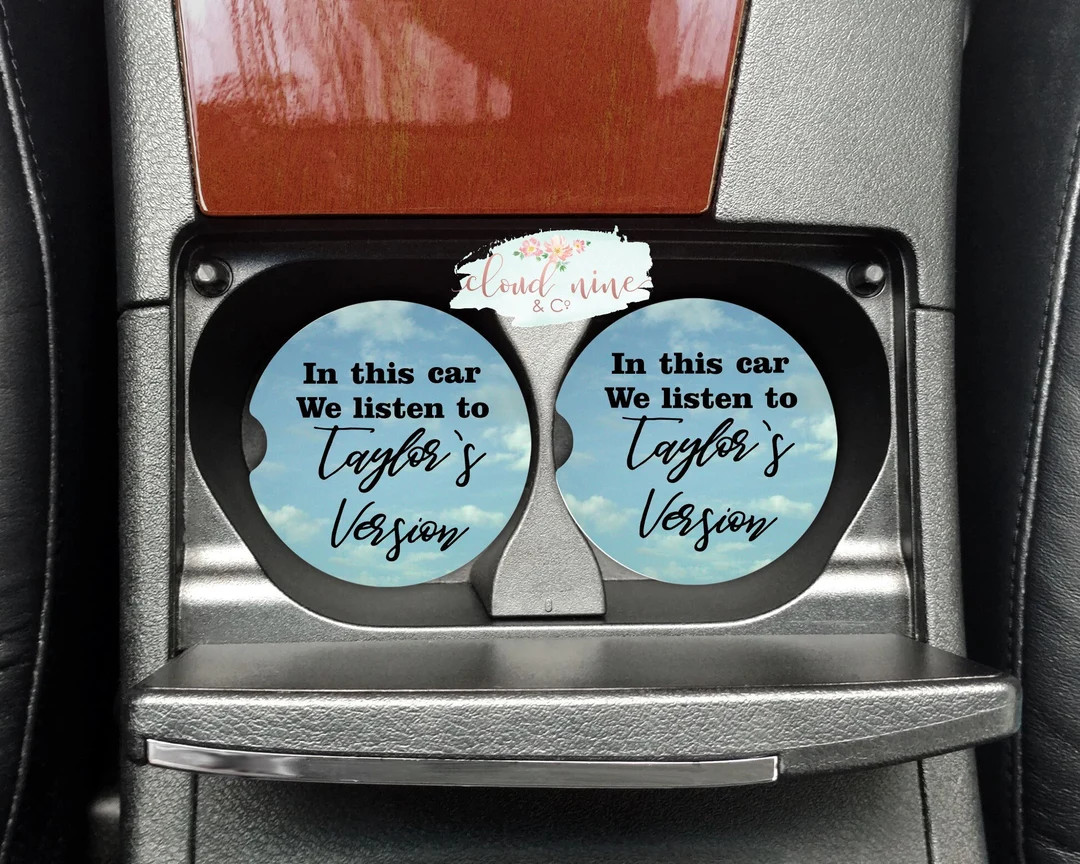 cloud nine
& Co
In this car
We listen to
Taylor`s
Version
In this car
We listen to
Taylor`s
Version